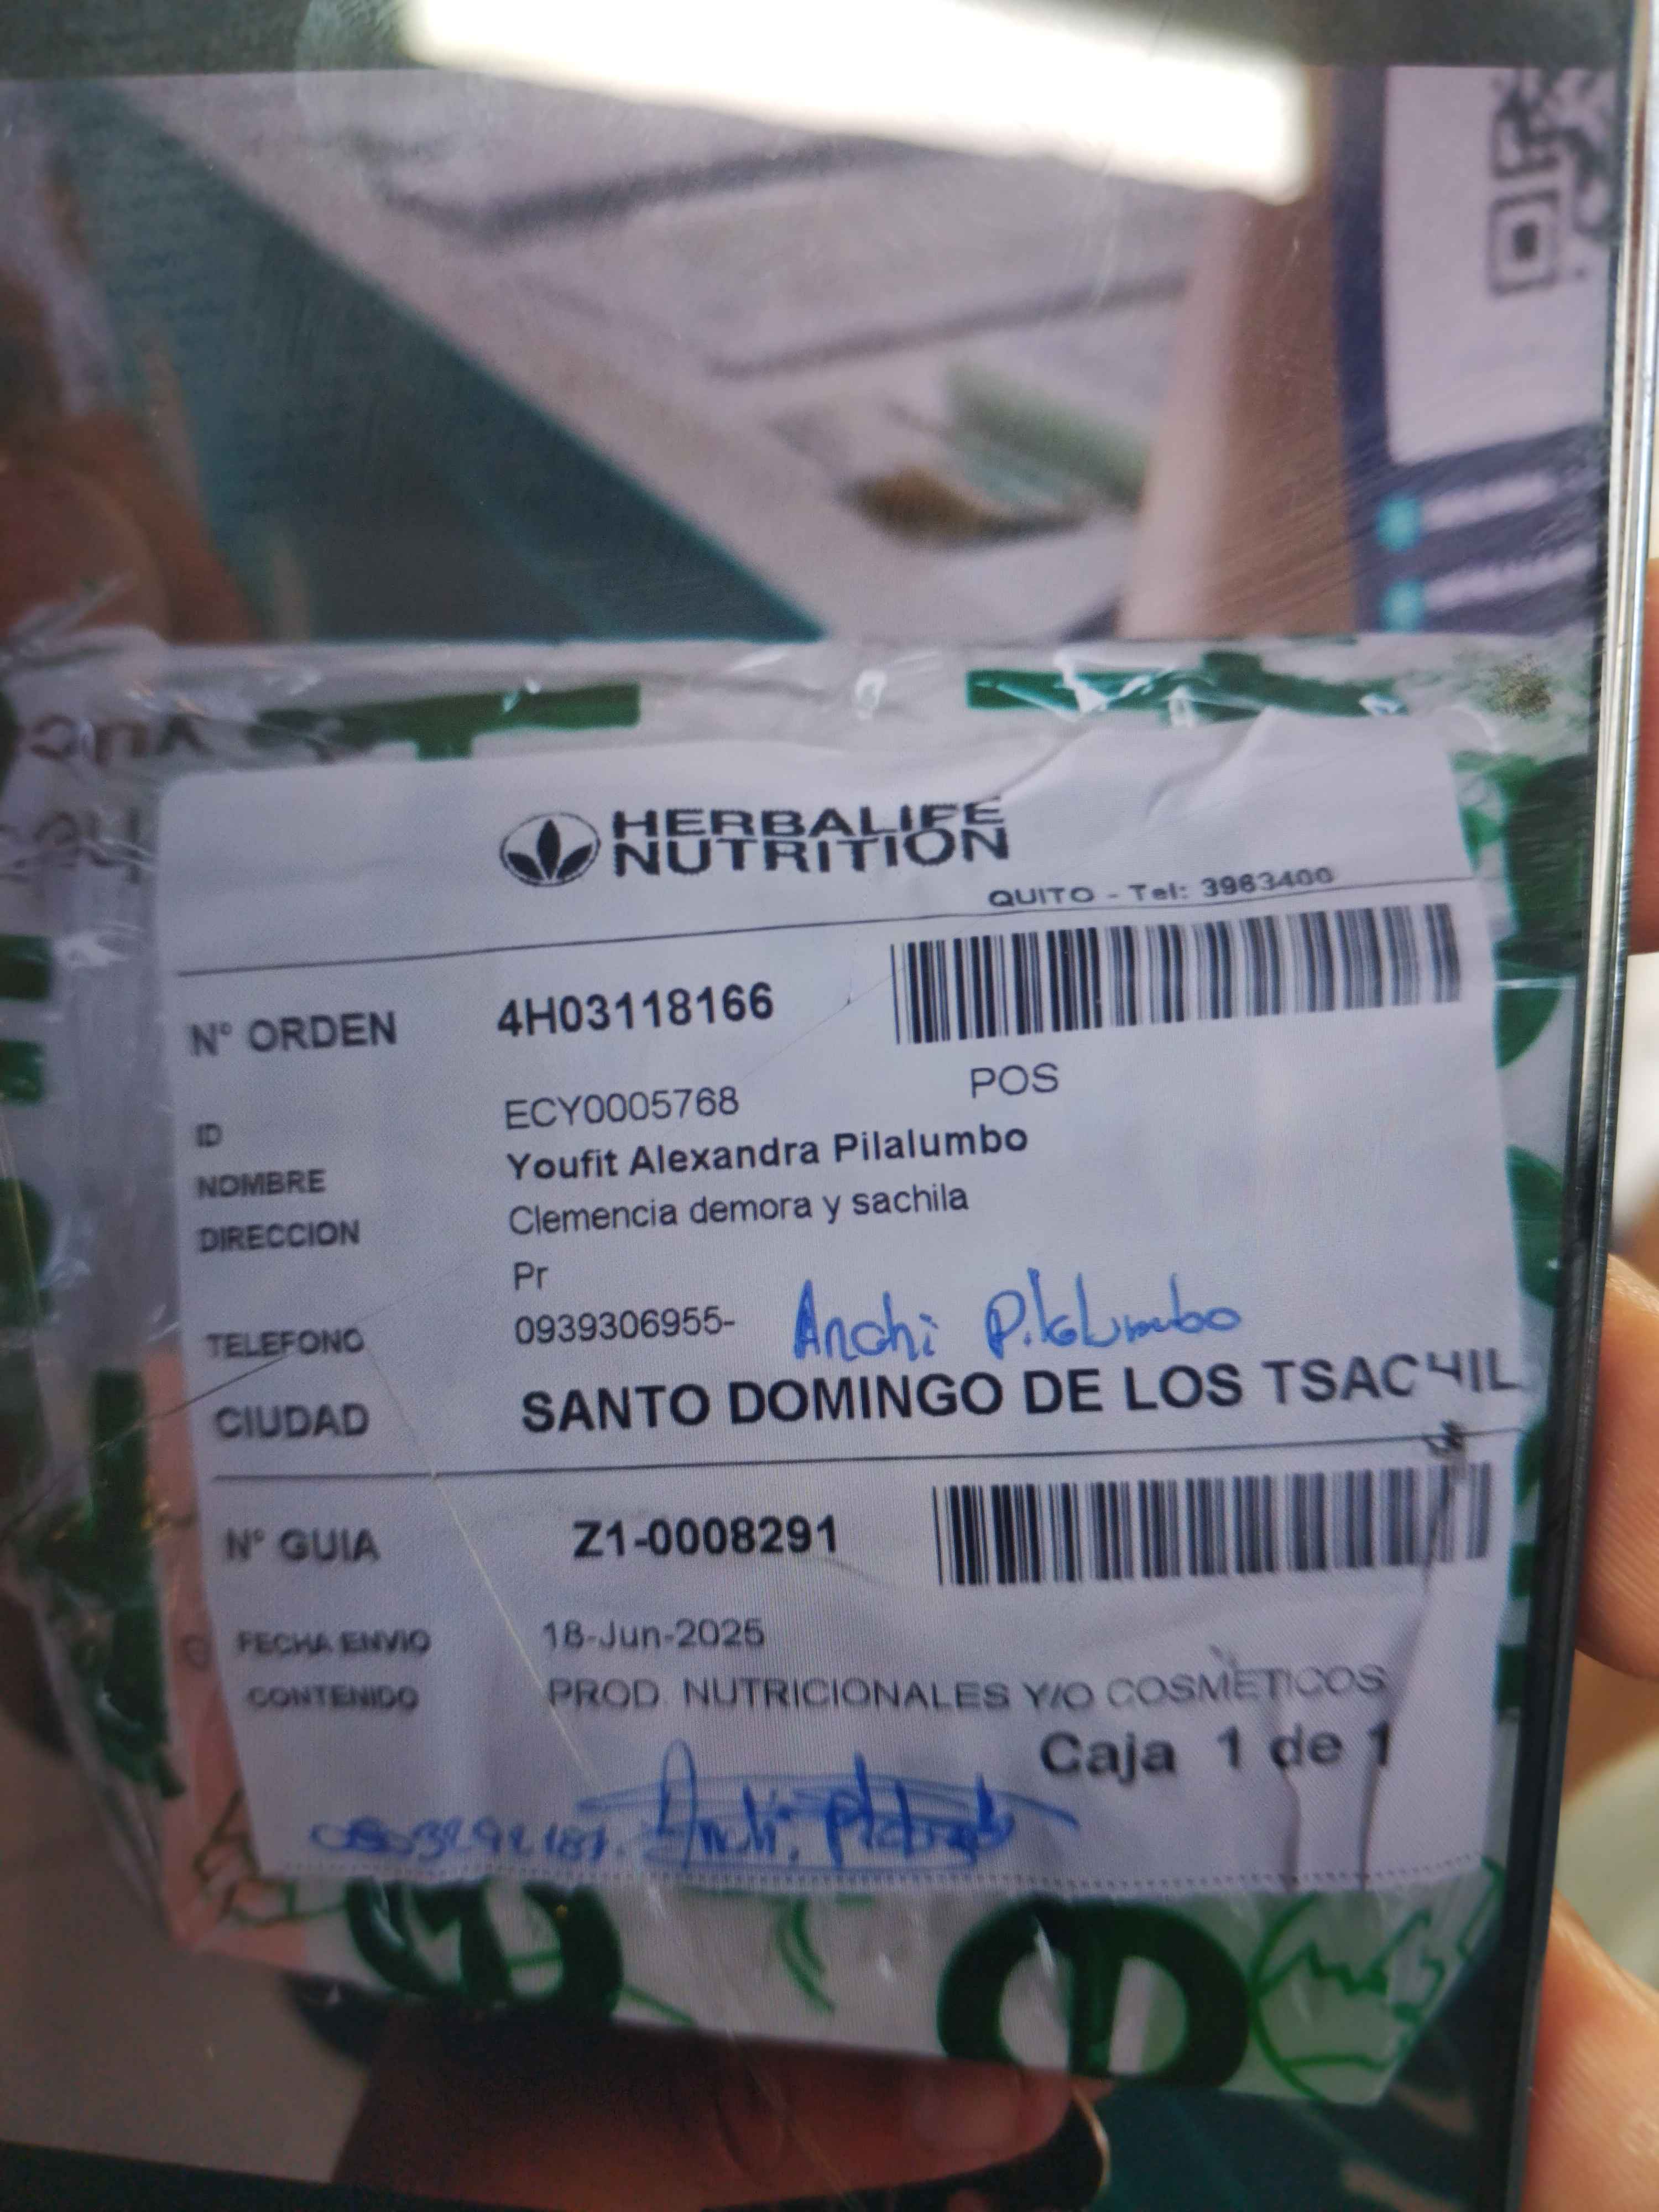 HERBALIFE
NUTRITION
QUITO - Tel: 3963400
N° ORDEN 4H03118166
POS
ID ECY0005768
NOMBRE Youfit Alexandra Pilalumbo
DIRECCION Clemencia demora y sachila
Pr
TELEFONO 0939306955-
Anchi Pilalumbo
CIUDAD SANTO DOMINGO DE LOS TSACHIL
N° GUIA Z1-0008291
FECHA ENVIO 18-Jun-2025
CONTENIDO PROD. NUTRICIONALES Y/O COSMETICOS
Caja 1 de 1